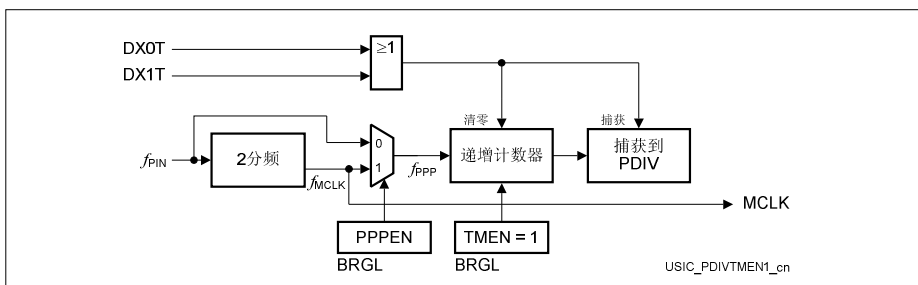 DX0T
DX1T
≥1
清零
捕获
fPIN
2分频
fMCLK
0
1
fPPP
递增计数器
捕获到
PDIV
MCLK
PPPEN
TMEN = 1
BRGL
BRGL
USIC_PDIVTMEN1_cn